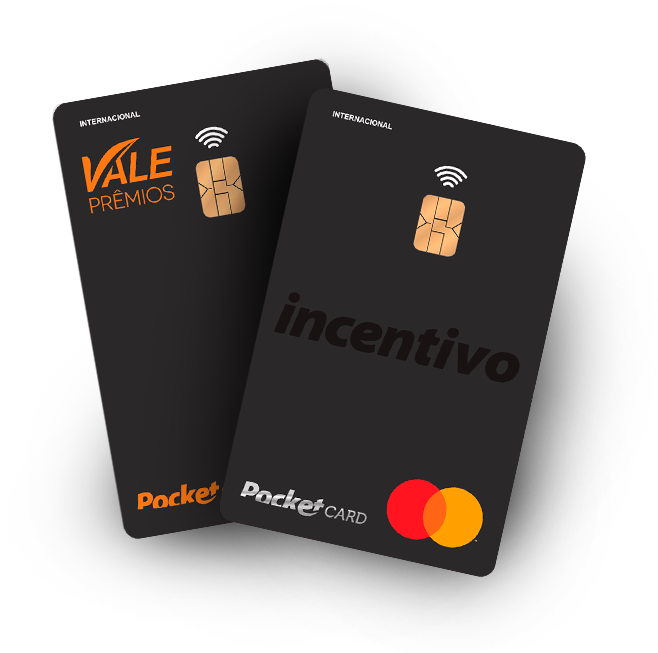 INTERNACIONAL
VALE
PRÊMIOS
Pocket
INTERNACIONAL
incentivo
Pocket CARD